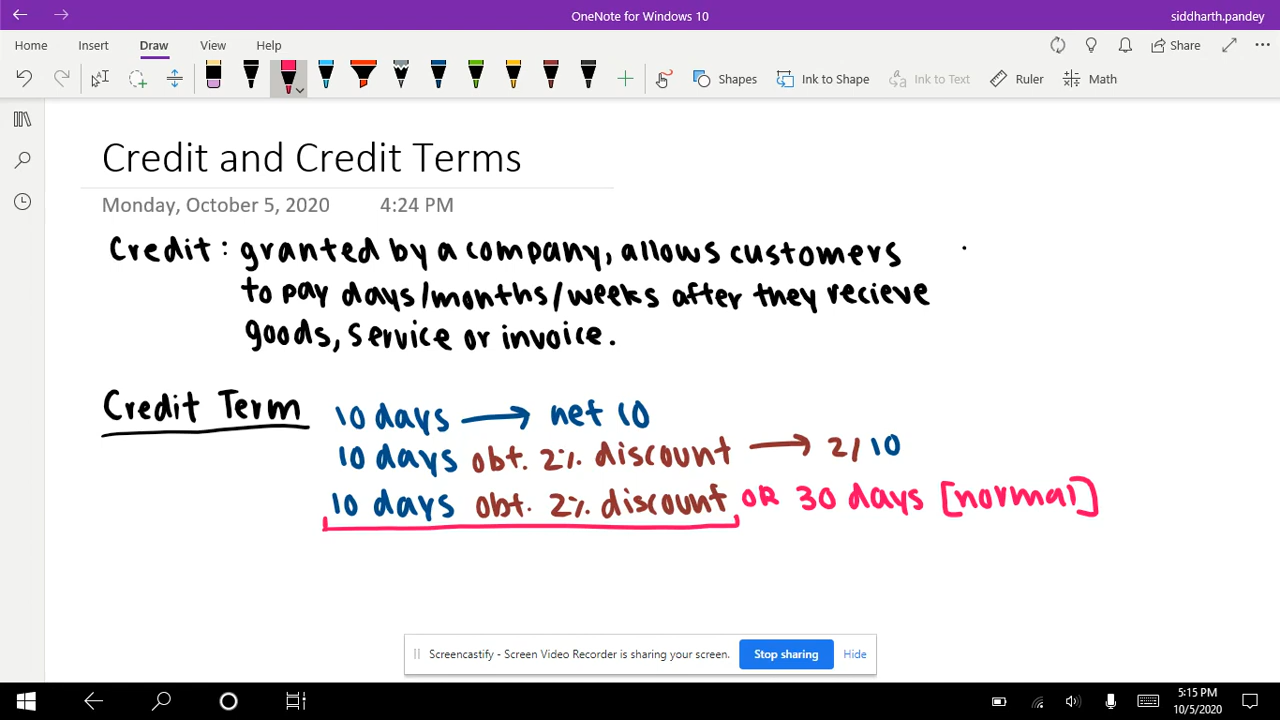 OneNote for Windows 10
siddharth.pandey
Home Insert Draw View Help Share
Shapes Ink to Shape Ink to Text Ruler Math
Credit and Credit Terms
Monday, October 5, 2020 4:24 PM
Credit : granted by a company, allows customers
to pay days/months/weeks after they recieve
goods, Service or invoice.
Credit Term 10 days → net 10
10 days obt. 2% discount → 2/10
10 days obt. 2% discount OR 30 days [normal]
Screencastify - Screen Video Recorder is sharing your screen. Stop sharing Hide
5:15 PM
10/5/2020